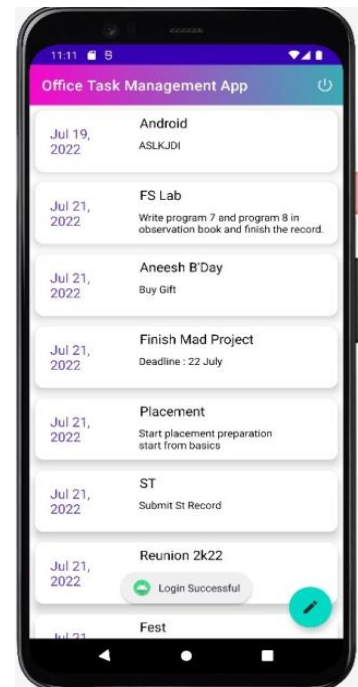 11:11
Office Task Management App
Jul 19,
2022
Android
ASLKJDI
Jul 21,
2022
FS Lab
Write program 7 and program 8 in
observation book and finish the record.
Jul 21,
2022
Aneesh B'Day
Buy Gift
Jul 21,
2022
Finish Mad Project
Deadline : 22 July
Jul 21,
2022
Placement
Start placement preparation
start from basics
Jul 21,
2022
ST
Submit St Record
Jul 21,
2022
Reunion 2k22
Login Successful
Jul 21
Fest